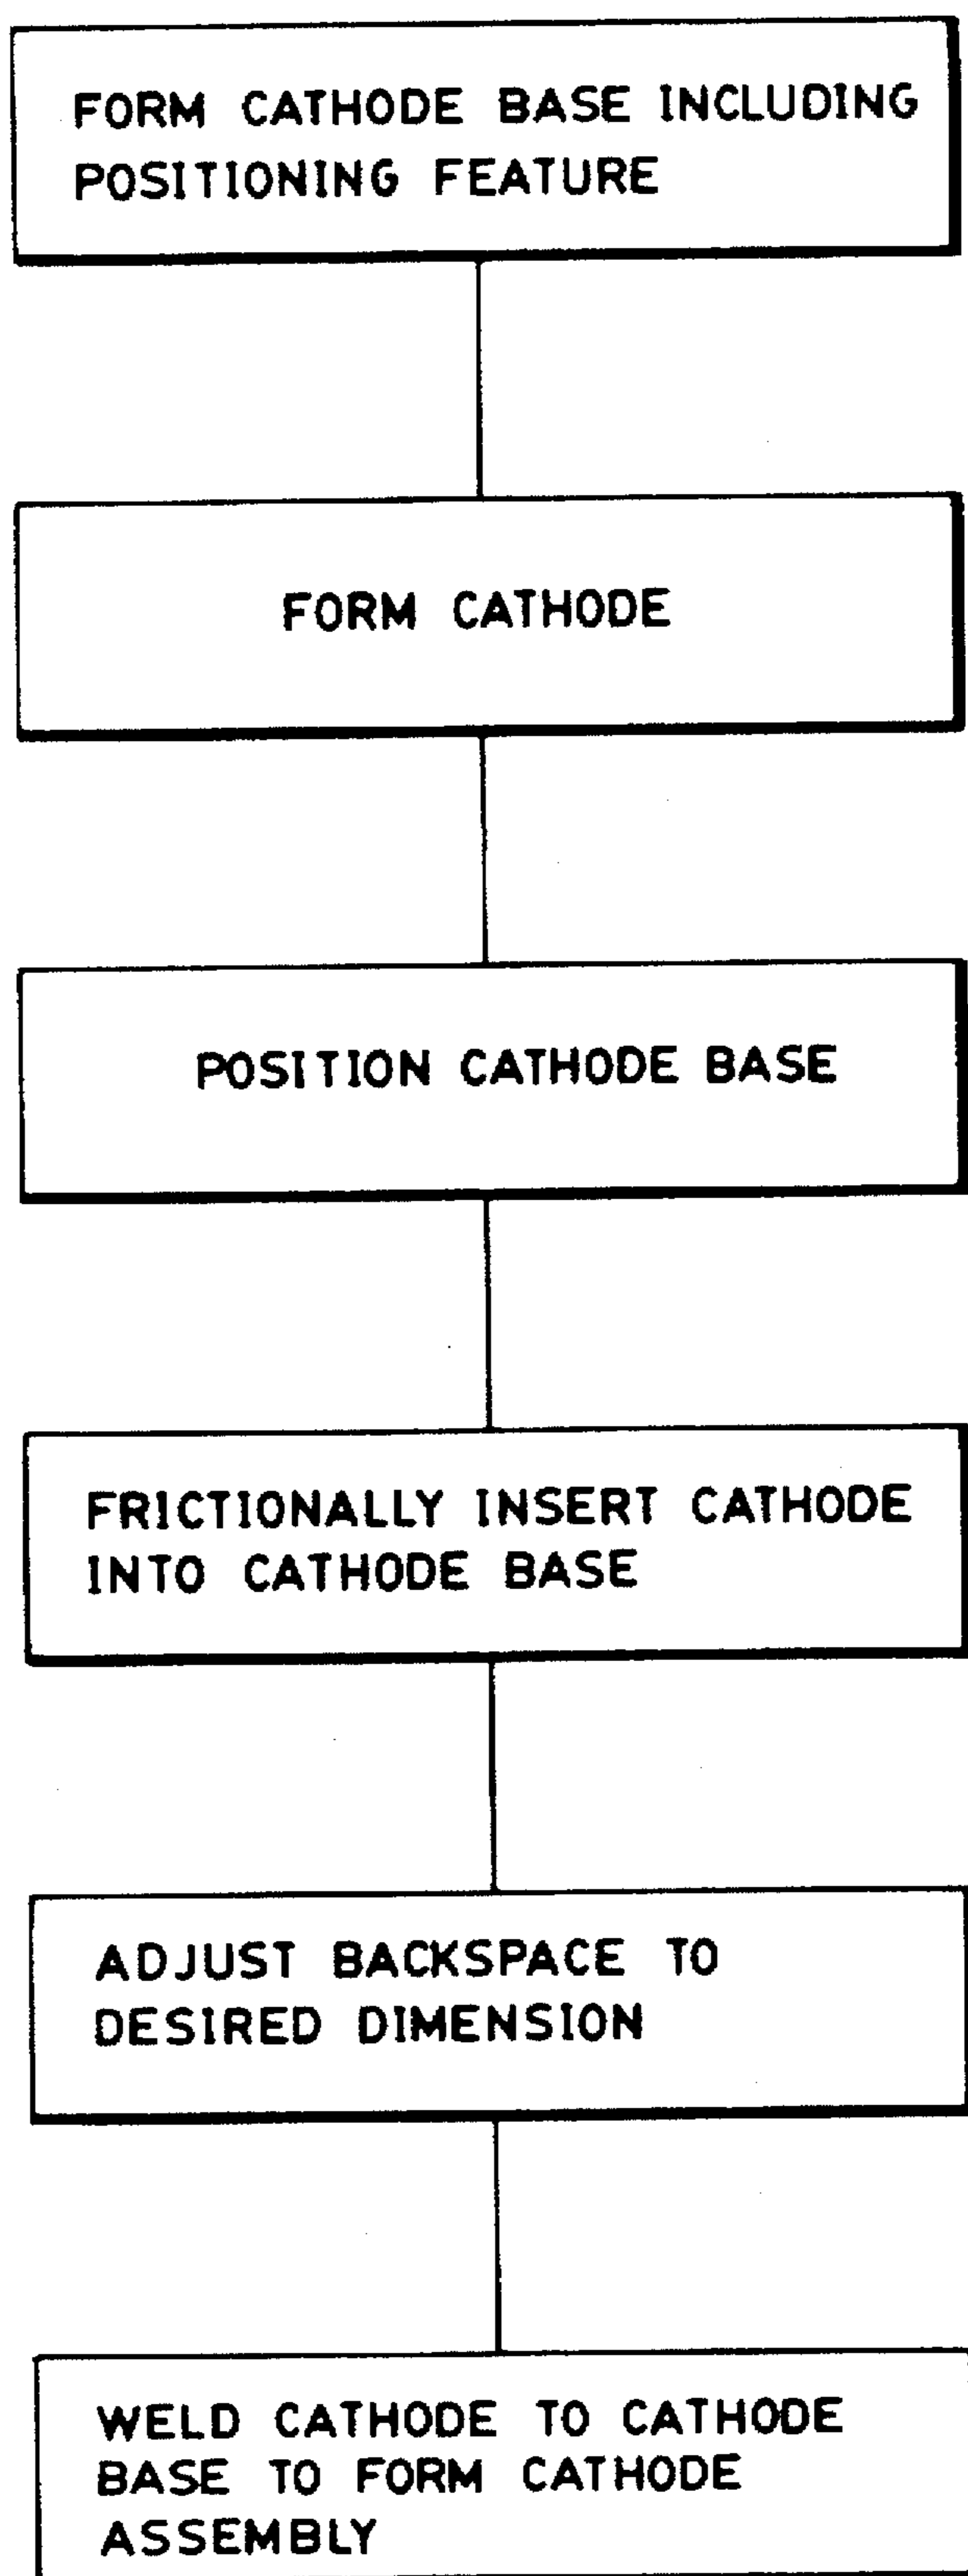 FORM CATHODE BASE INCLUDING
POSITIONING FEATURE
FORM CATHODE
POSITION CATHODE BASE
FRICTIONALLY INSERT CATHODE
INTO CATHODE BASE
ADJUST BACKSPACE TO
DESIRED DIMENSION
WELD CATHODE TO CATHODE
BASE TO FORM CATHODE
ASSEMBLY